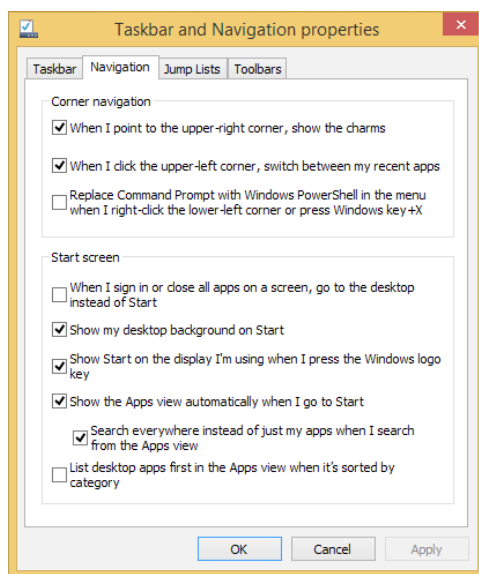 Taskbar and Navigation properties
Taskbar Navigation Jump Lists Toolbars
Corner navigation
When I point to the upper-right corner, show the charms
When I click the upper-left corner, switch between my recent apps
Replace Command Prompt with Windows PowerShell in the menu
when I right-click the lower-left corner or press Windows key+X
Start screen
When I sign in or close all apps on a screen, go to the desktop
instead of Start
Show my desktop background on Start
Show Start on the display I'm using when I press the Windows logo
key
Show the Apps view automatically when I go to Start
Search everywhere instead of just my apps when I search
from the Apps view
List desktop apps first in the Apps view when it's sorted by
category
OK Cancel Apply